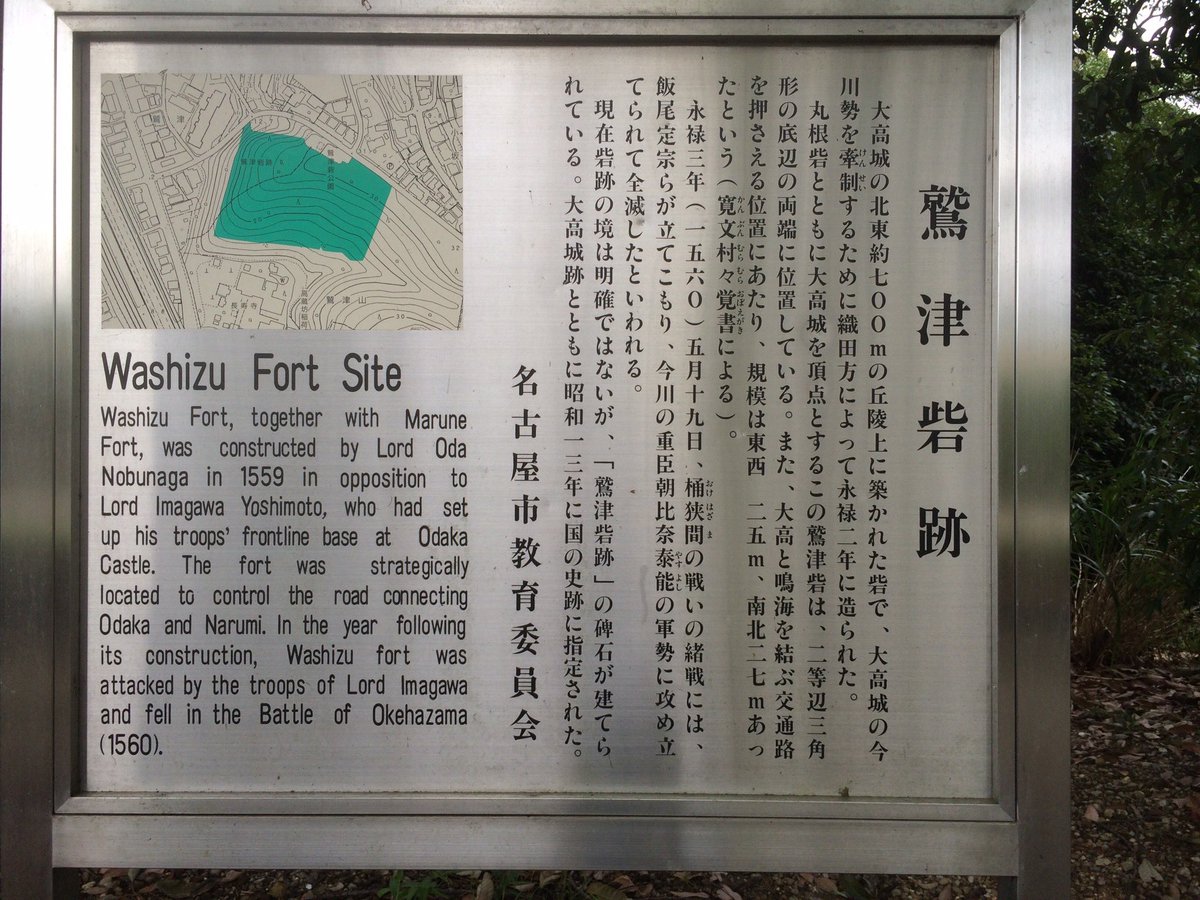 鷲津砦跡
大高城の北東約七〇〇mの丘陵上に築かれた砦で、大高城の今
川勢を牽制するために織田方によって永禄二年に造られた。
丸根砦とともに大高城を頂点とするこの鷲津砦は、二等辺三角
形の底辺の両端に位置している。また、大高と鳴海を結ぶ交通路
を押さえる位置にあたり、規模は東西 二五m、南北二七mあっ
たという(寛文村々覚書による)。
永禄三年(一五六〇)五月十九日、桶狭間の戦いの緒戦には、
飯尾定宗らが立てこもり、今川の重臣朝比奈泰能の軍勢に攻め立
てられて全滅したといわれる。
現在砦跡の境は明確ではないが、「鷲津砦跡」の碑石が建てら
れている。大高城跡とともに昭和一三年に国の史跡に指定された。
名古屋市教育委員会
鷲津
鷲津砦跡
鷲津砦公園
長寿寺
鷲津山
Washizu Fort Site
Washizu Fort, together with Marune
Fort, was constructed by Lord Oda
Nobunaga in 1559 in opposition to
Lord Imagawa Yoshimoto, who had set
up his troops' frontline base at Odaka
Castle. The fort was strategically
located to control the road connecting
Odaka and Narumi. In the year following
its construction, Washizu fort was
attacked by the troops of Lord Imagawa
and fell in the Battle of Okehazama
(1560).